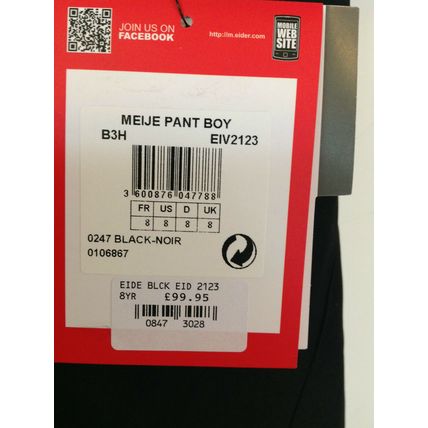 JOIN US ON
FACEBOOK
http://m.eider.com
MOBILE
WEB
SITE
MEIJE PANT BOY
B3H EIV2123
3 600876 047788
FR US D UK
8 8 8 8
0247 BLACK-NOIR
0106867
EIDE BLCK EID 2123
8YR £99.95
0847 3028